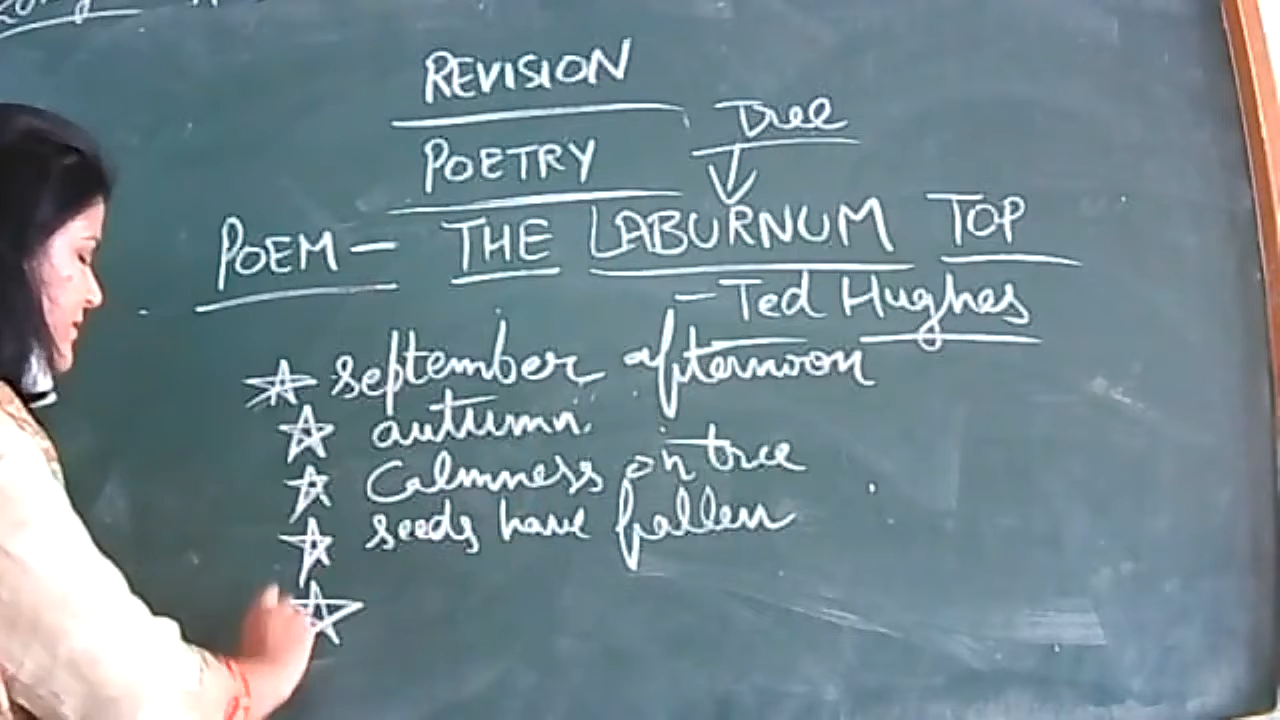 REVISION
Tree
POETRY
POEM - THE LABURNUM TOP
- Ted Hughes
september afternoon
autumn.
Calmness on tree
seeds have fallen